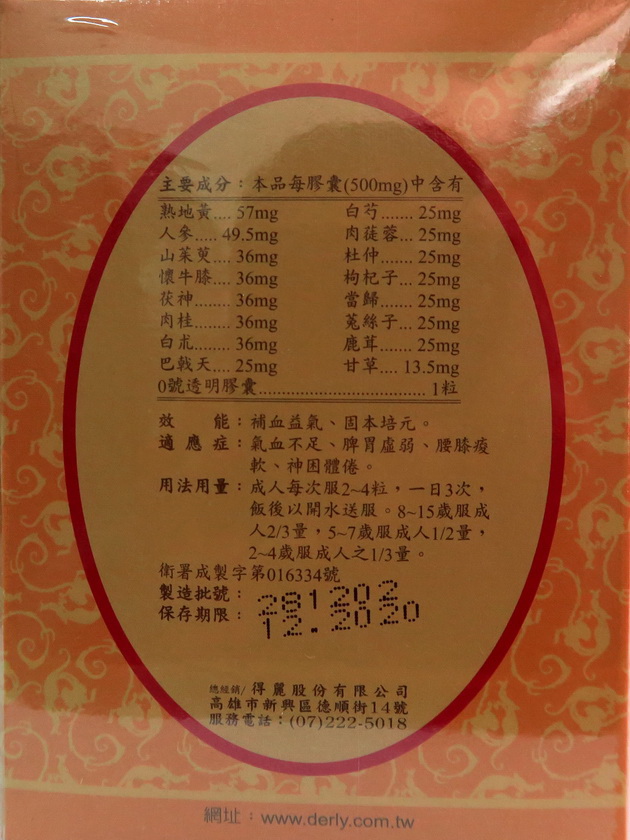 主要成分：本品每膠囊(500mg)中含有
熟地黃.... 57mg 白芍....... 25mg
人參..... 49.5mg 肉蓯蓉... 25mg
山茱萸.... 36mg 杜仲....... 25mg
懷牛膝.... 36mg 枸杞子... 25mg
茯神........ 36mg 當歸....... 25mg
肉桂........ 36mg 菟絲子... 25mg
白朮........ 36mg 鹿茸....... 25mg
巴戟天.... 25mg 甘草.... 13.5mg
0號透明膠囊........................................ 1粒
效能：補血益氣、固本培元。
適應症：氣血不足、脾胃虛弱、腰膝痠
軟、神困體倦。
用法用量：成人每次服2~4粒，一日3次，
飯後以開水送服。8~15歲服成
人2/3量，5~7歲服成人1/2量，
2~4歲服成人之1/3量。
衛署成製字第016334號
製造批號：281202
保存期限：12.2020
總經銷/得麗股份有限公司
高雄市新興區德順街14號
服務電話：(07)222-5018
網址：www.derly.com.tw